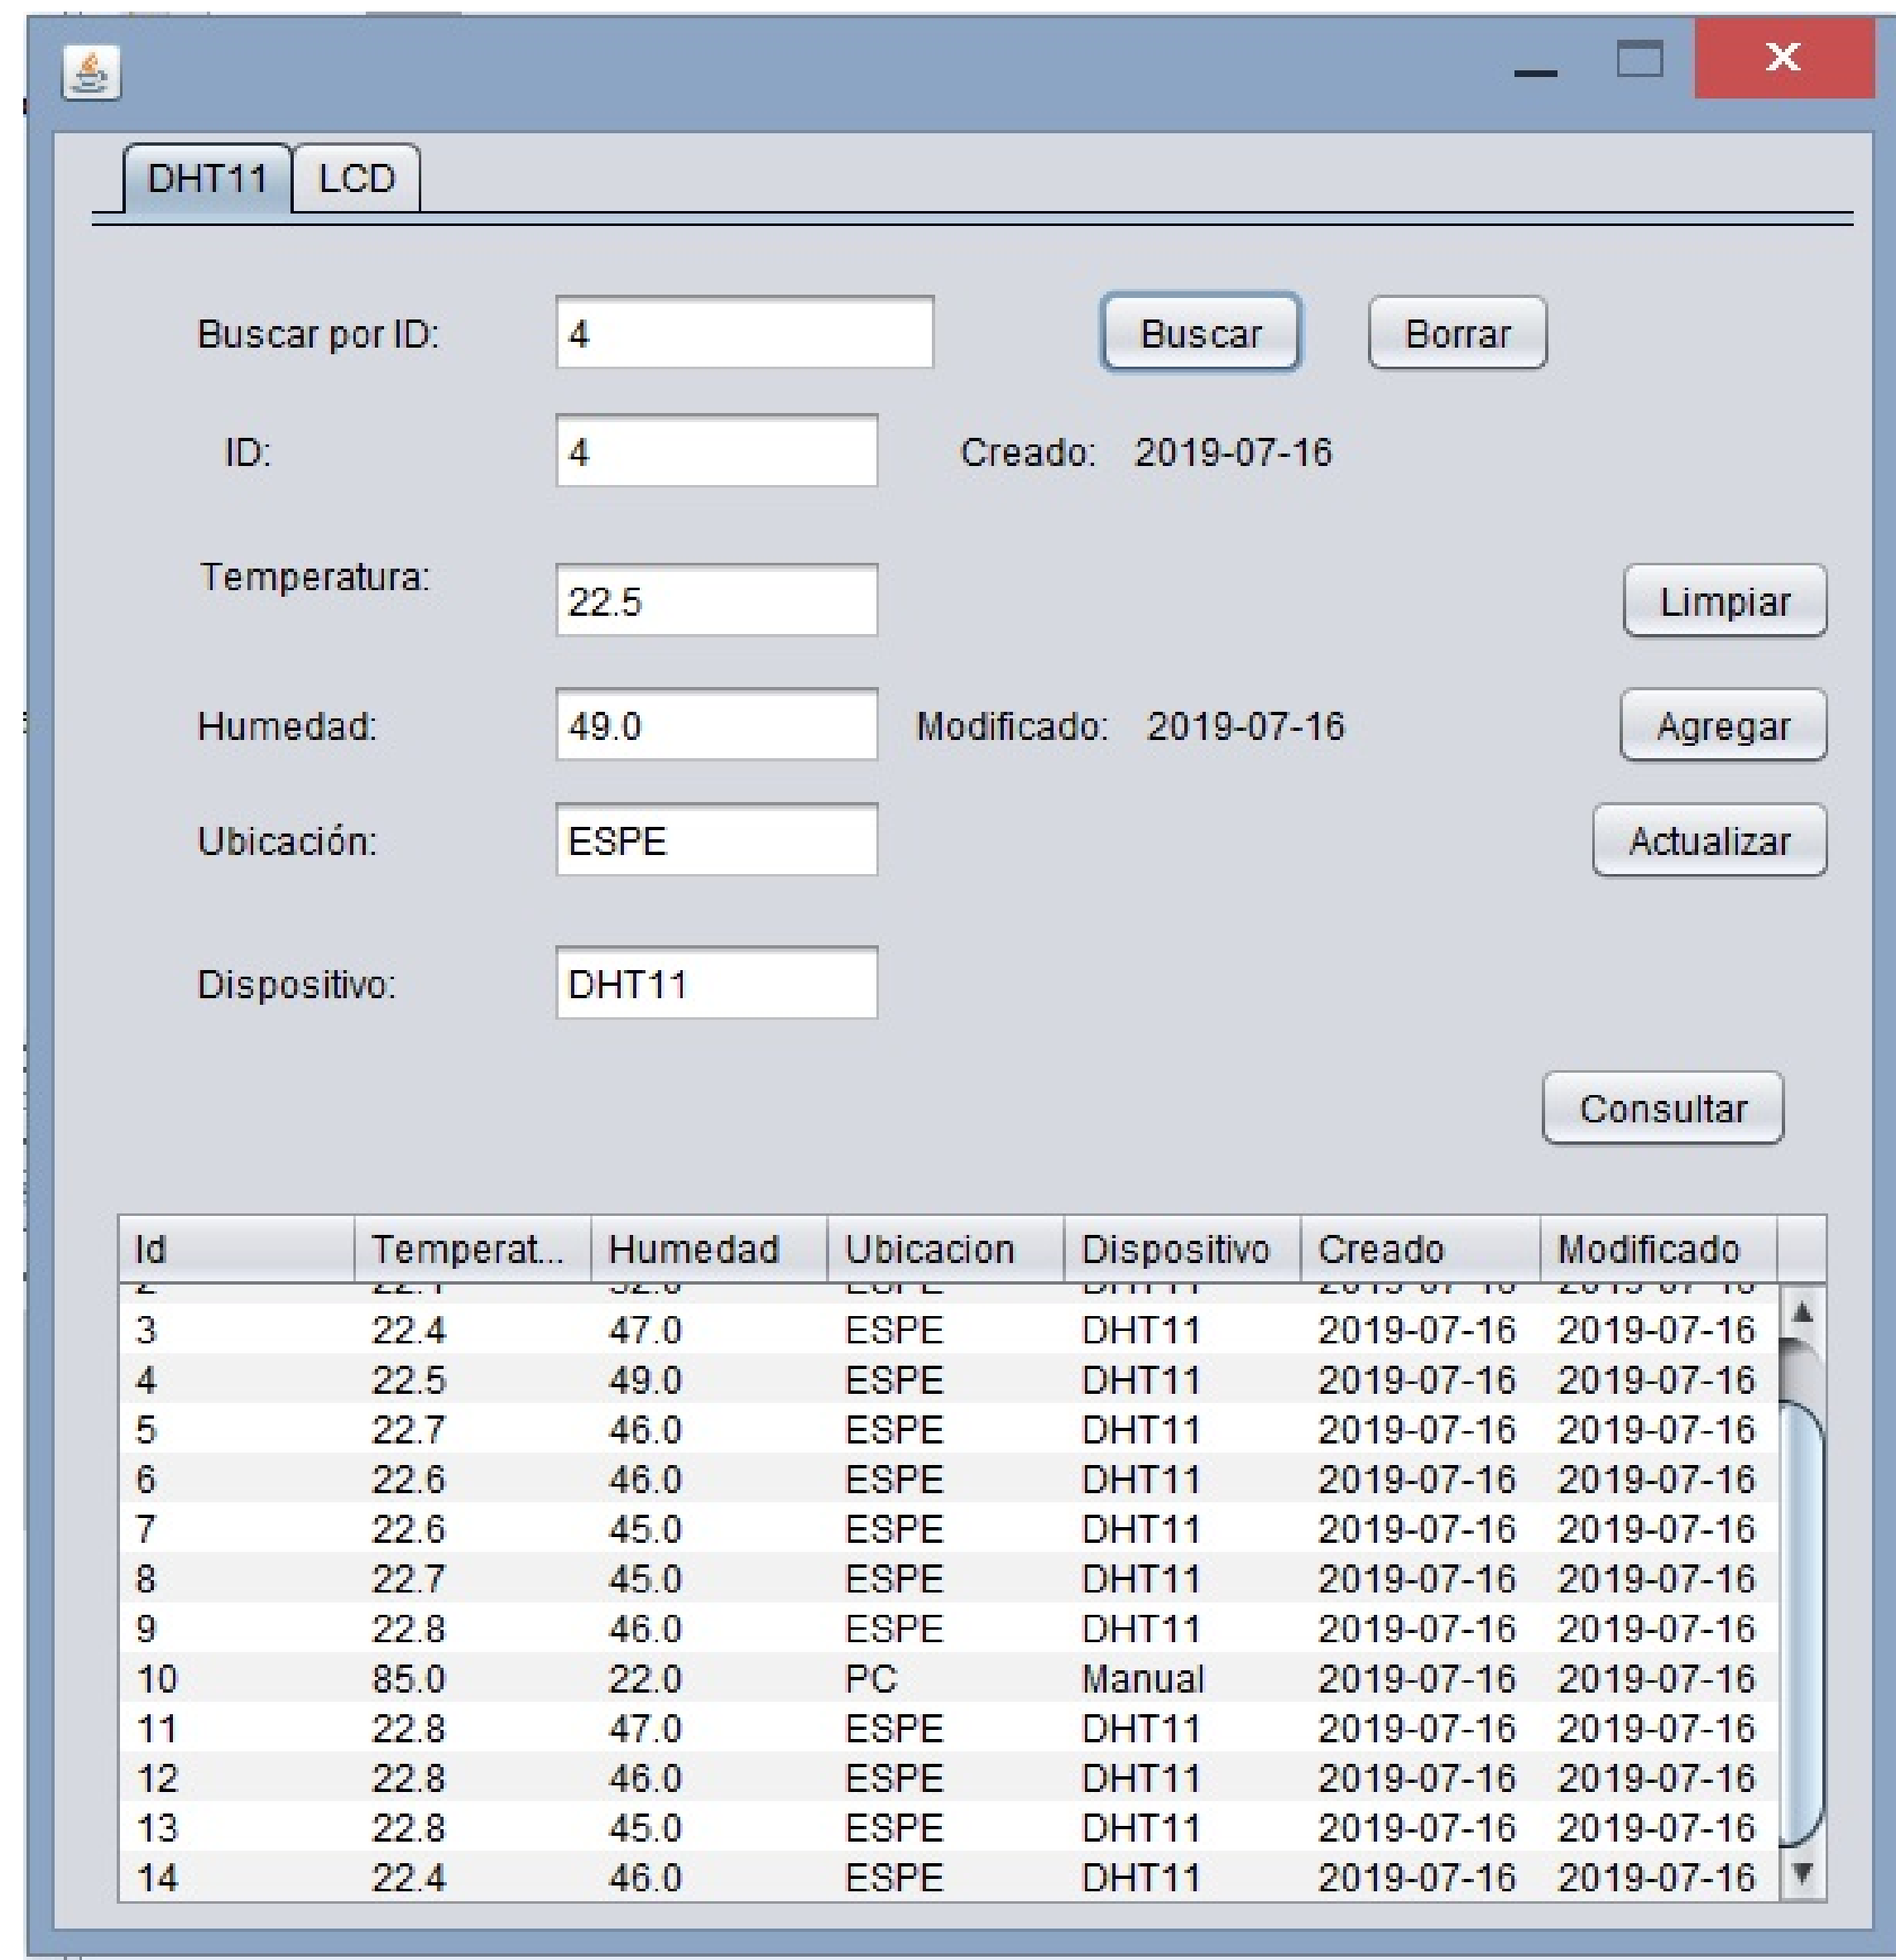 DHT11 LCD
Buscar por ID: 4 Buscar Borrar
ID: 4 Creado: 2019-07-16
Temperatura: 22.5 Limpiar
Humedad: 49.0 Modificado: 2019-07-16 Agregar
Ubicación: ESPE Actualizar
Dispositivo: DHT11
Consultar
Id Temperat... Humedad Ubicacion Dispositivo Creado Modificado
3 22.4 47.0 ESPE DHT11 2019-07-16 2019-07-16
4 22.5 49.0 ESPE DHT11 2019-07-16 2019-07-16
5 22.7 46.0 ESPE DHT11 2019-07-16 2019-07-16
6 22.6 46.0 ESPE DHT11 2019-07-16 2019-07-16
7 22.6 45.0 ESPE DHT11 2019-07-16 2019-07-16
8 22.7 45.0 ESPE DHT11 2019-07-16 2019-07-16
9 22.8 46.0 ESPE DHT11 2019-07-16 2019-07-16
10 85.0 22.0 PC Manual 2019-07-16 2019-07-16
11 22.8 47.0 ESPE DHT11 2019-07-16 2019-07-16
12 22.8 46.0 ESPE DHT11 2019-07-16 2019-07-16
13 22.8 45.0 ESPE DHT11 2019-07-16 2019-07-16
14 22.4 46.0 ESPE DHT11 2019-07-16 2019-07-16